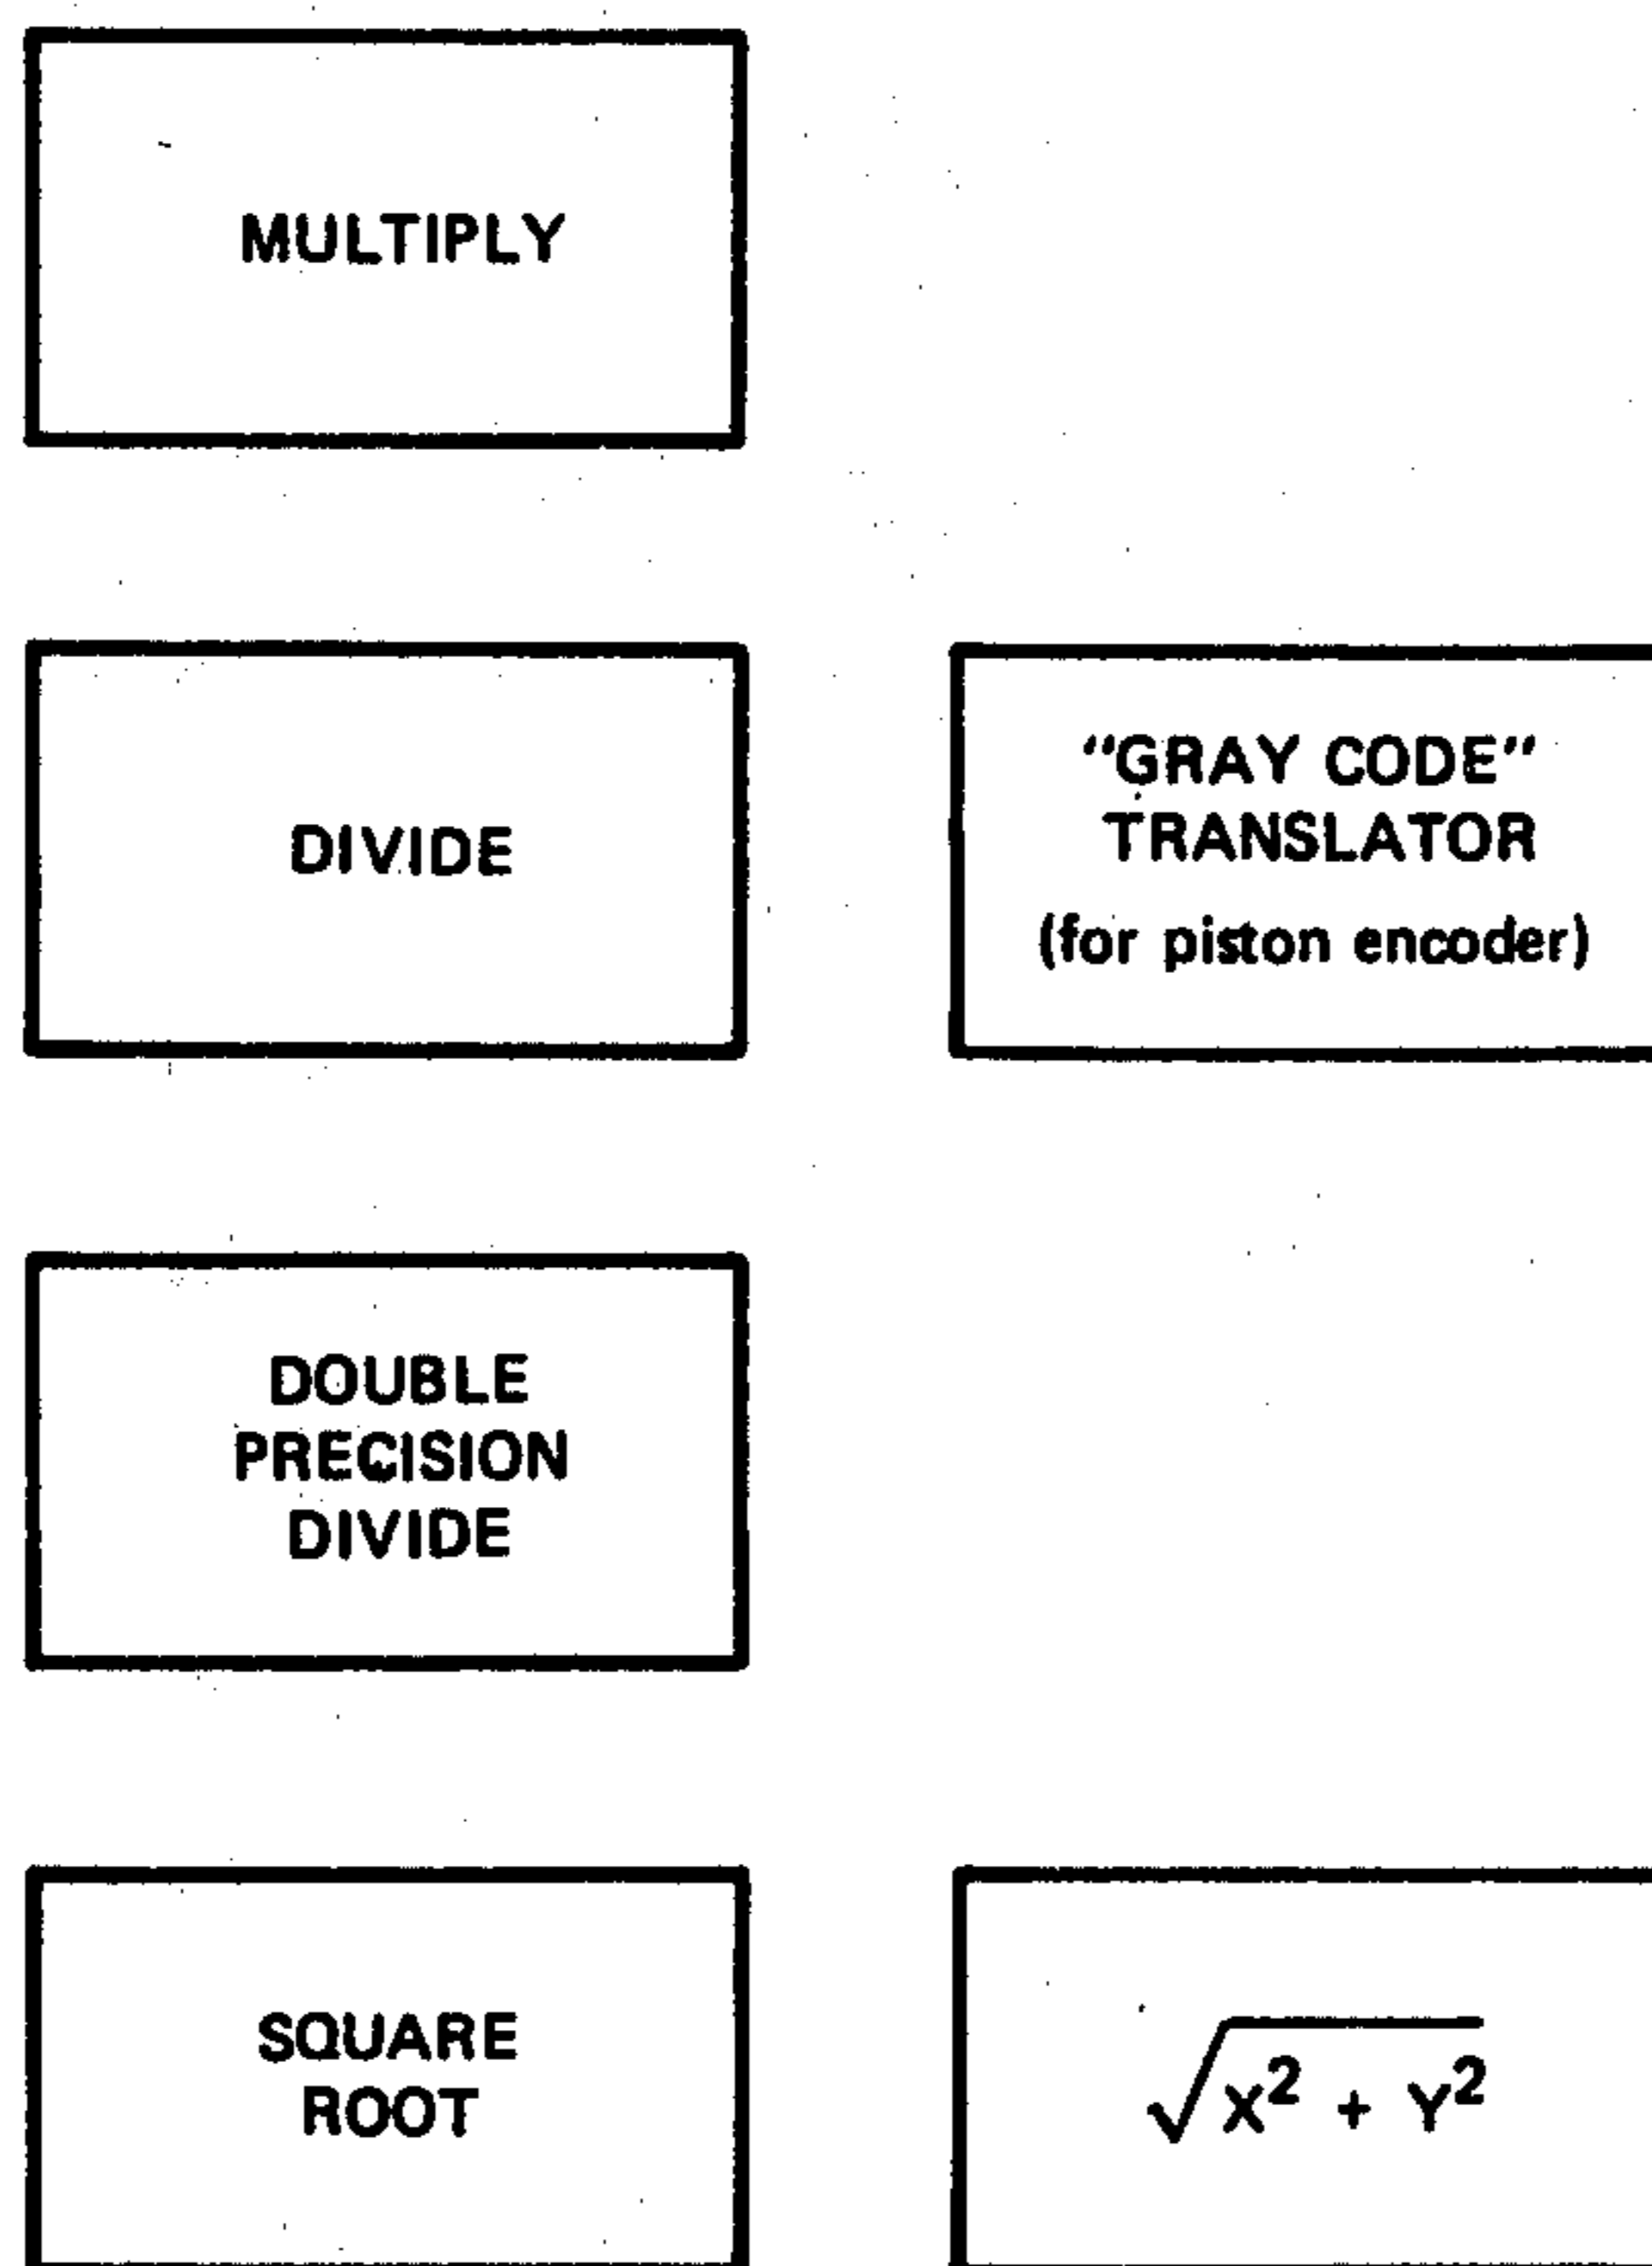 MULTIPLY
DIVIDE
"GRAY CODE"
TRANSLATOR
(for piston encoder)
DOUBLE
PRECISION
DIVIDE
SQUARE
ROOT
√X² + Y²